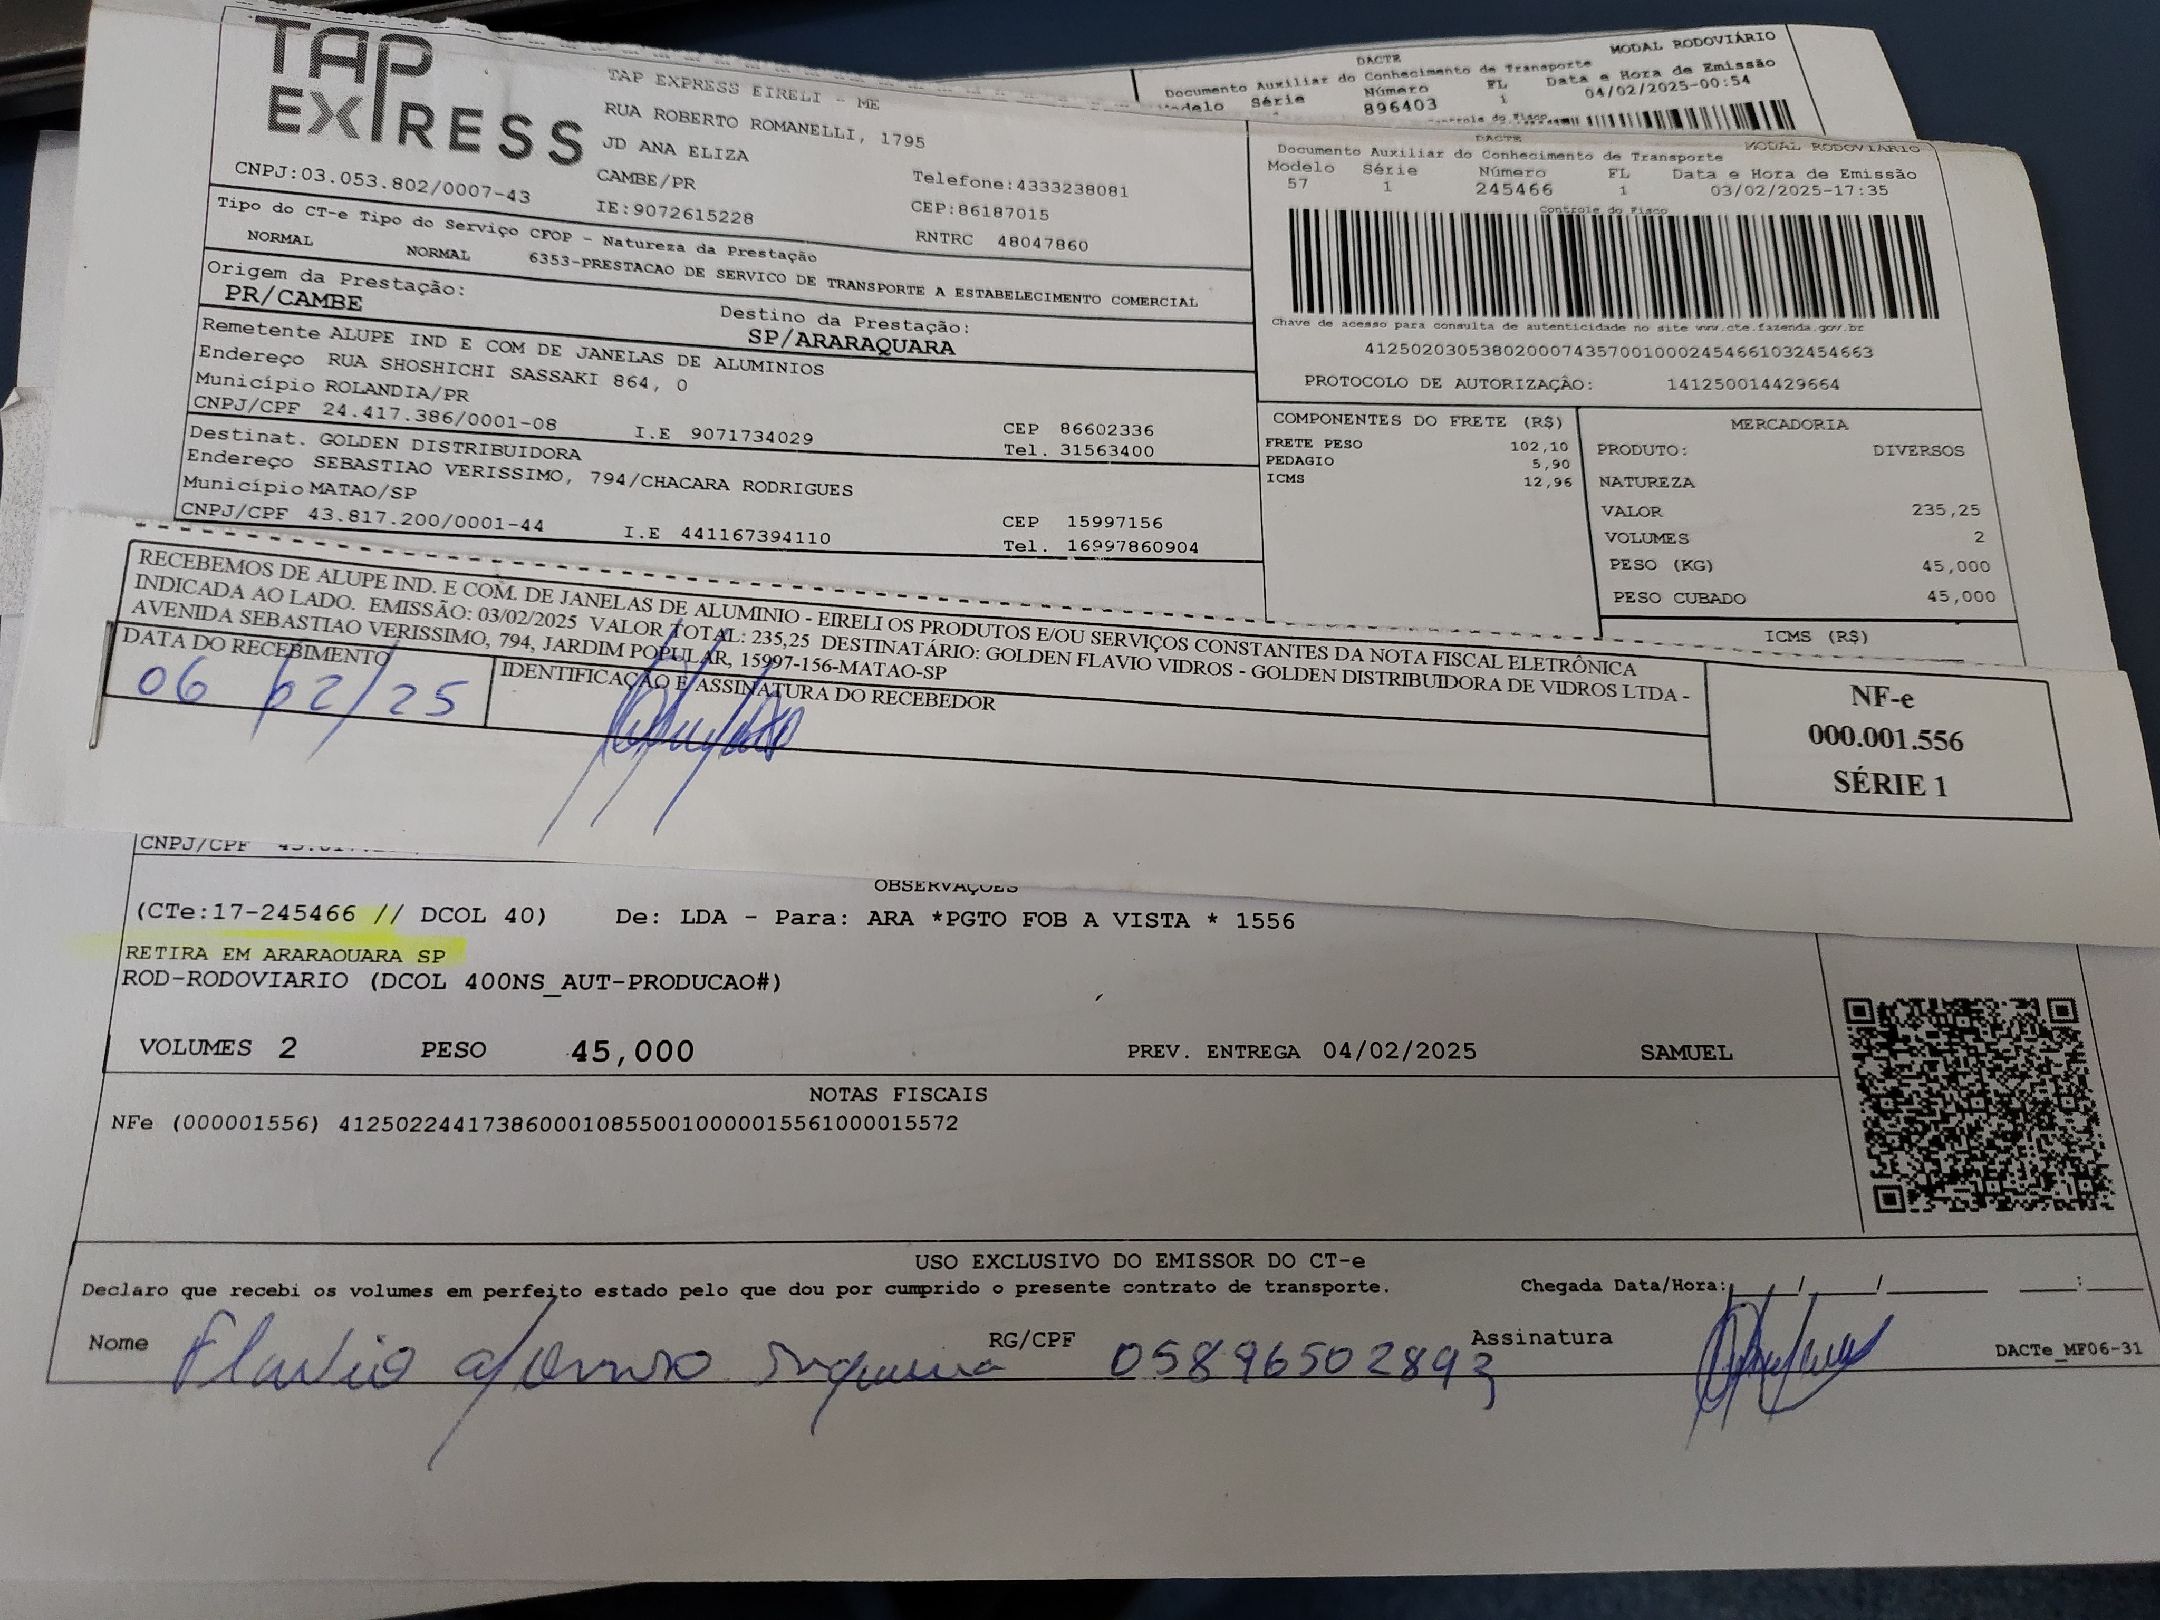 DACTE
MODAL RODOVIÁRIO
Documento Auxiliar do Conhecimento de Transporte
Modelo Série Número FL Data e Hora de Emissão
896403 1 04/02/2025-00:54
TAP EXPRESS
TAP EXPRESS EIRELI - ME
RUA ROBERTO ROMANELLI, 1795
JD ANA ELIZA
CNPJ:03.053.802/0007-43
CAMBE/PR
Telefone:4333238081
IE:9072615228
CEP:86187015
RNTRC 48047860
Tipo do CT-e Tipo do Serviço CFOP - Natureza da Prestação
NORMAL NORMAL 6353-PRESTACAO DE SERVICO DE TRANSPORTE A ESTABELECIMENTO COMERCIAL
Origem da Prestação:
PR/CAMBE
Destino da Prestação:
SP/ARARAQUARA
Remetente ALUPE IND E COM DE JANELAS DE ALUMINIOS
Endereço RUA SHOSHICHI SASSAKI 864, 0
Município ROLANDIA/PR
CEP 86602336
CNPJ/CPF 24.417.386/0001-08 I.E 9071734029
Tel. 31563400
Destinat. GOLDEN DISTRIBUIDORA
Endereço SEBASTIAO VERISSIMO, 794/CHACARA RODRIGUES
Município MATAO/SP
CEP 15997156
CNPJ/CPF 43.817.200/0001-44 I.E 441167394110
Tel. 16997860904
DACTE
MODAL RODOVIÁRIO
Documento Auxiliar do Conhecimento de Transporte
Modelo Série Número FL Data e Hora de Emissão
57 1 245466 1 03/02/2025-17:35
Controle do Fisco
Chave de acesso para consulta de autenticidade no site www.cte.fazenda.gov.br
41250203053802000743570010002454661032454663
PROTOCOLO DE AUTORIZAÇÃO: 141250014429664
COMPONENTES DO FRETE (R$)
FRETE PESO 102,10
PEDAGIO 5,90
ICMS 12,96
MERCADORIA
PRODUTO: DIVERSOS
NATUREZA
VALOR 235,25
VOLUMES 2
PESO (KG) 45,000
PESO CUBADO 45,000
ICMS (R$)
RECEBEMOS DE ALUPE IND. E COM. DE JANELAS DE ALUMINIO - EIRELI OS PRODUTOS E/OU SERVIÇOS CONSTANTES DA NOTA FISCAL ELETRÔNICA
INDICADA AO LADO. EMISSÃO: 03/02/2025 VALOR TOTAL: 235,25 DESTINATÁRIO: GOLDEN FLAVIO VIDROS - GOLDEN DISTRIBUIDORA DE VIDROS LTDA -
AVENIDA SEBASTIAO VERISSIMO, 794, JARDIM POPULAR, 15997-156-MATAO-SP
DATA DO RECEBIMENTO
IDENTIFICAÇÃO E ASSINATURA DO RECEBEDOR
06/02/25
NF-e
000.001.556
SÉRIE 1
CNPJ/CPF
OBSERVAÇÕES
(CTe:17-245466 // DCOL 40) De: LDA - Para: ARA *PGTO FOB A VISTA * 1556
RETIRA EM ARARAQUARA SP
ROD-RODOVIARIO (DCOL 400NS_AUT-PRODUCAO#)
VOLUMES 2 PESO 45,000 PREV. ENTREGA 04/02/2025 SAMUEL
NOTAS FISCAIS
NFe (000001556) 41250224417386000108550010000015561000015572
USO EXCLUSIVO DO EMISSOR DO CT-e
Declaro que recebi os volumes em perfeito estado pelo que dou por cumprido o presente contrato de transporte.
Chegada Data/Hora: / / :
Nome Flavio RG/CPF 05896502893 Assinatura
DACTe_MF06-31